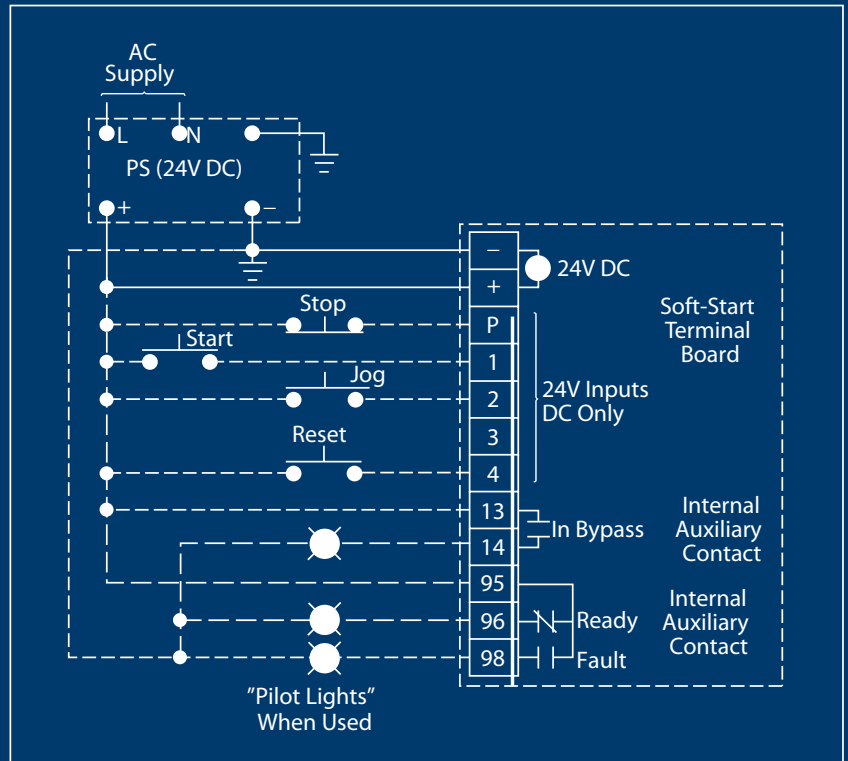 AC
Supply
L N
PS (24V DC)
+ −
−
24V DC
+
Stop
P
Soft-Start
Terminal
Board
Start
1
Jog
2
24V Inputs
DC Only
3
Reset
4
13
In Bypass
14
Internal
Auxiliary
Contact
95
96
Ready
98
Fault
Internal
Auxiliary
Contact
"Pilot Lights"
When Used